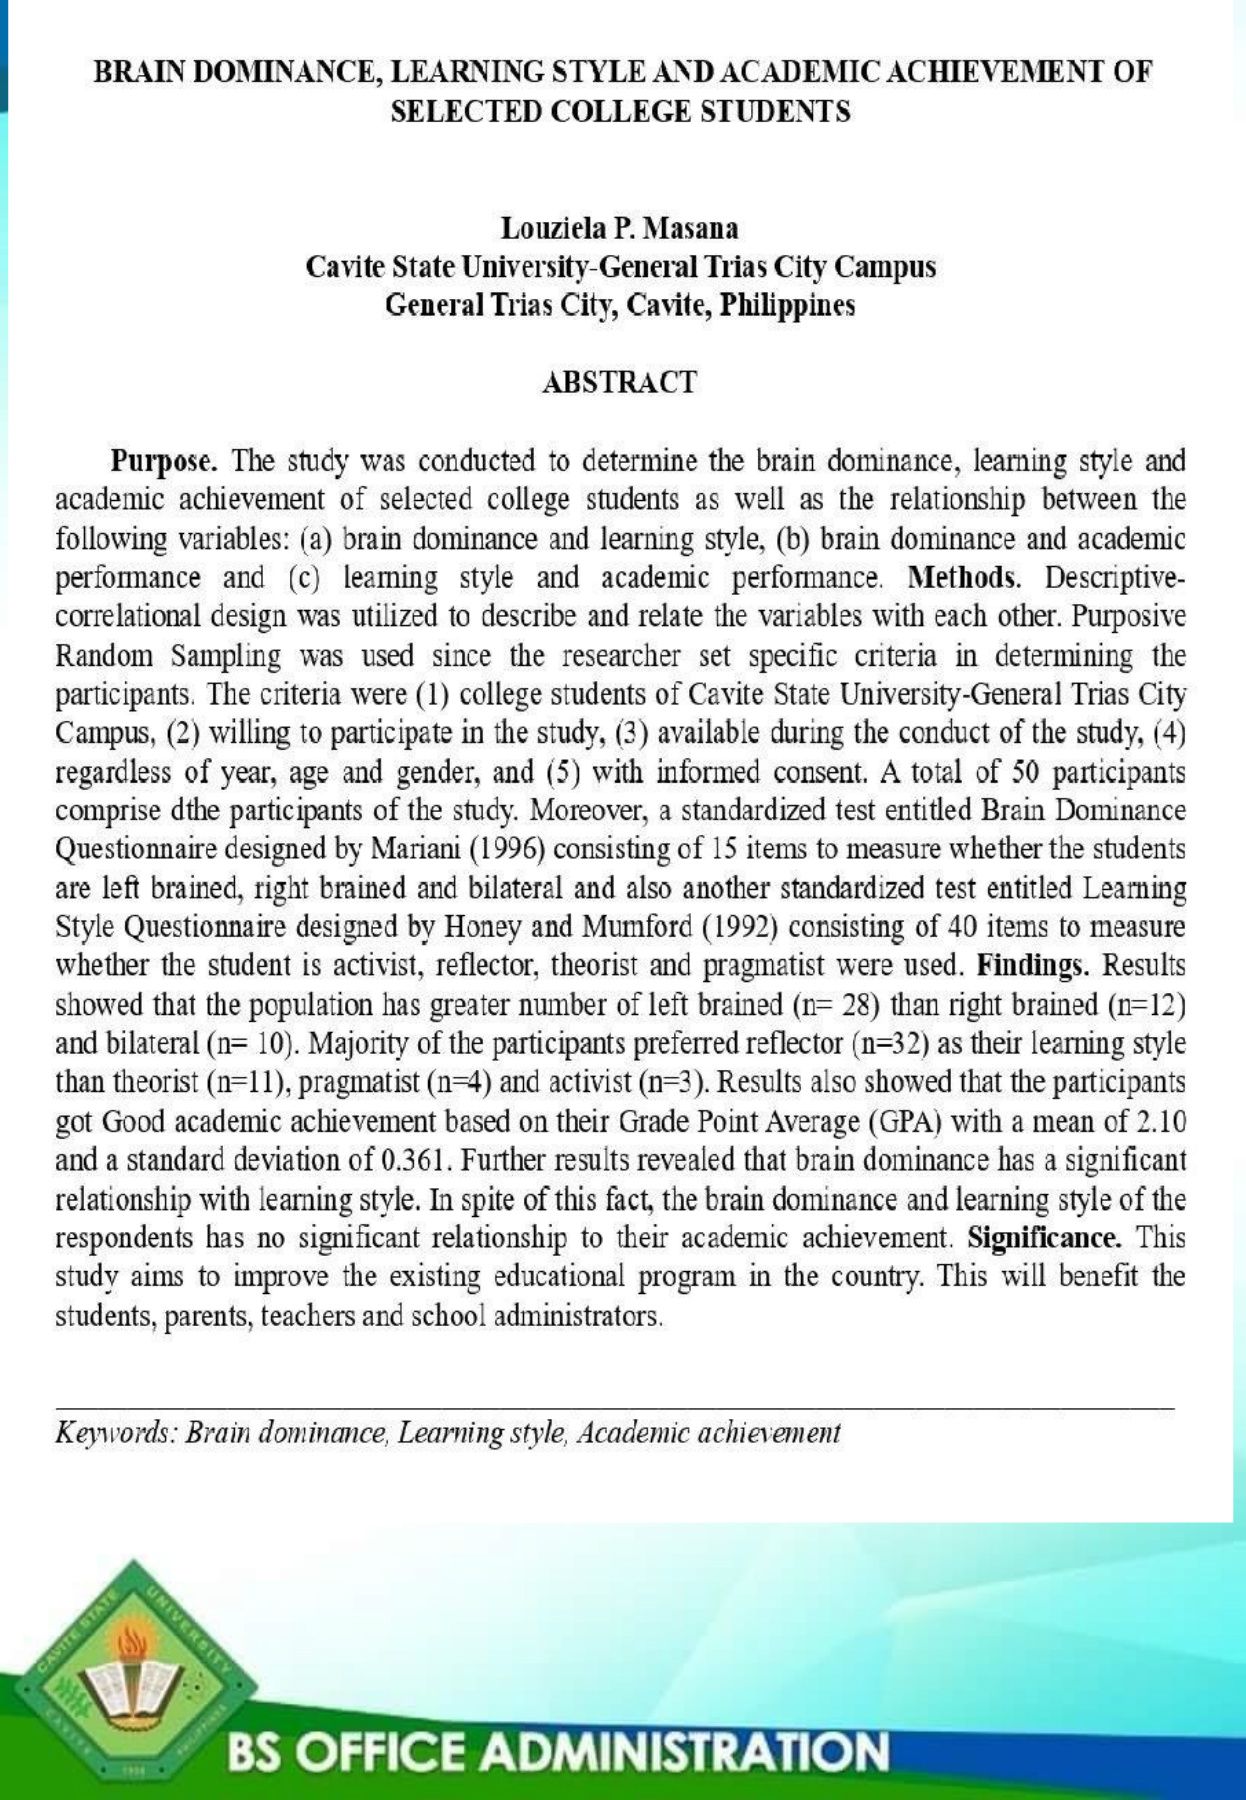 BRAIN DOMINANCE, LEARNING STYLE AND ACADEMIC ACHIEVEMENT OF
SELECTED COLLEGE STUDENTS
Louziela P. Masana
Cavite State University-General Trias City Campus
General Trias City, Cavite, Philippines
ABSTRACT
Purpose. The study was conducted to determine the brain dominance, learning style and
academic achievement of selected college students as well as the relationship between the
following variables: (a) brain dominance and learning style, (b) brain dominance and academic
performance and (c) learning style and academic performance. Methods. Descriptive-
correlational design was utilized to describe and relate the variables with each other. Purposive
Random Sampling was used since the researcher set specific criteria in determining the
participants. The criteria were (1) college students of Cavite State University-General Trias City
Campus, (2) willing to participate in the study, (3) available during the conduct of the study, (4)
regardless of year, age and gender, and (5) with informed consent. A total of 50 participants
comprise dthe participants of the study. Moreover, a standardized test entitled Brain Dominance
Questionnaire designed by Mariani (1996) consisting of 15 items to measure whether the students
are left brained, right brained and bilateral and also another standardized test entitled Learning
Style Questionnaire designed by Honey and Mumford (1992) consisting of 40 items to measure
whether the student is activist, reflector, theorist and pragmatist were used. Findings. Results
showed that the population has greater number of left brained (n= 28) than right brained (n=12)
and bilateral (n= 10). Majority of the participants preferred reflector (n=32) as their learning style
than theorist (n=11), pragmatist (n=4) and activist (n=3). Results also showed that the participants
got Good academic achievement based on their Grade Point Average (GPA) with a mean of 2.10
and a standard deviation of 0.361. Further results revealed that brain dominance has a significant
relationship with learning style. In spite of this fact, the brain dominance and learning style of the
respondents has no significant relationship to their academic achievement. Significance. This
study aims to improve the existing educational program in the country. This will benefit the
students, parents, teachers and school administrators.
Keywords: Brain dominance, Learning style, Academic achievement
CAVITE STATE
UNIVERSITY
CAVITE
PHILIPPINES
BS OFFICE ADMINISTRATION